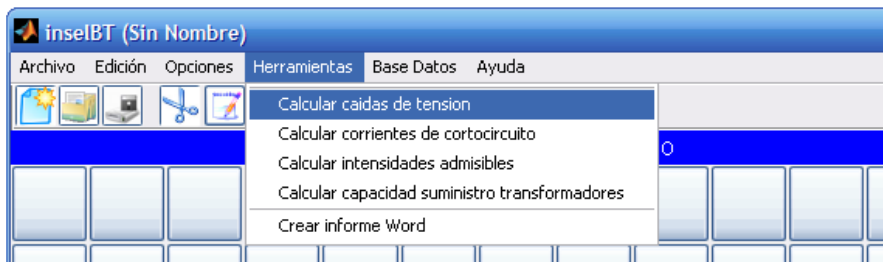 inselBT (Sin Nombre)
Archivo Edición Opciones Herramientas Base Datos Ayuda
Calcular caidas de tension
Calcular corrientes de cortocircuito
O
Calcular intensidades admisibles
Calcular capacidad suministro transformadores
Crear informe Word